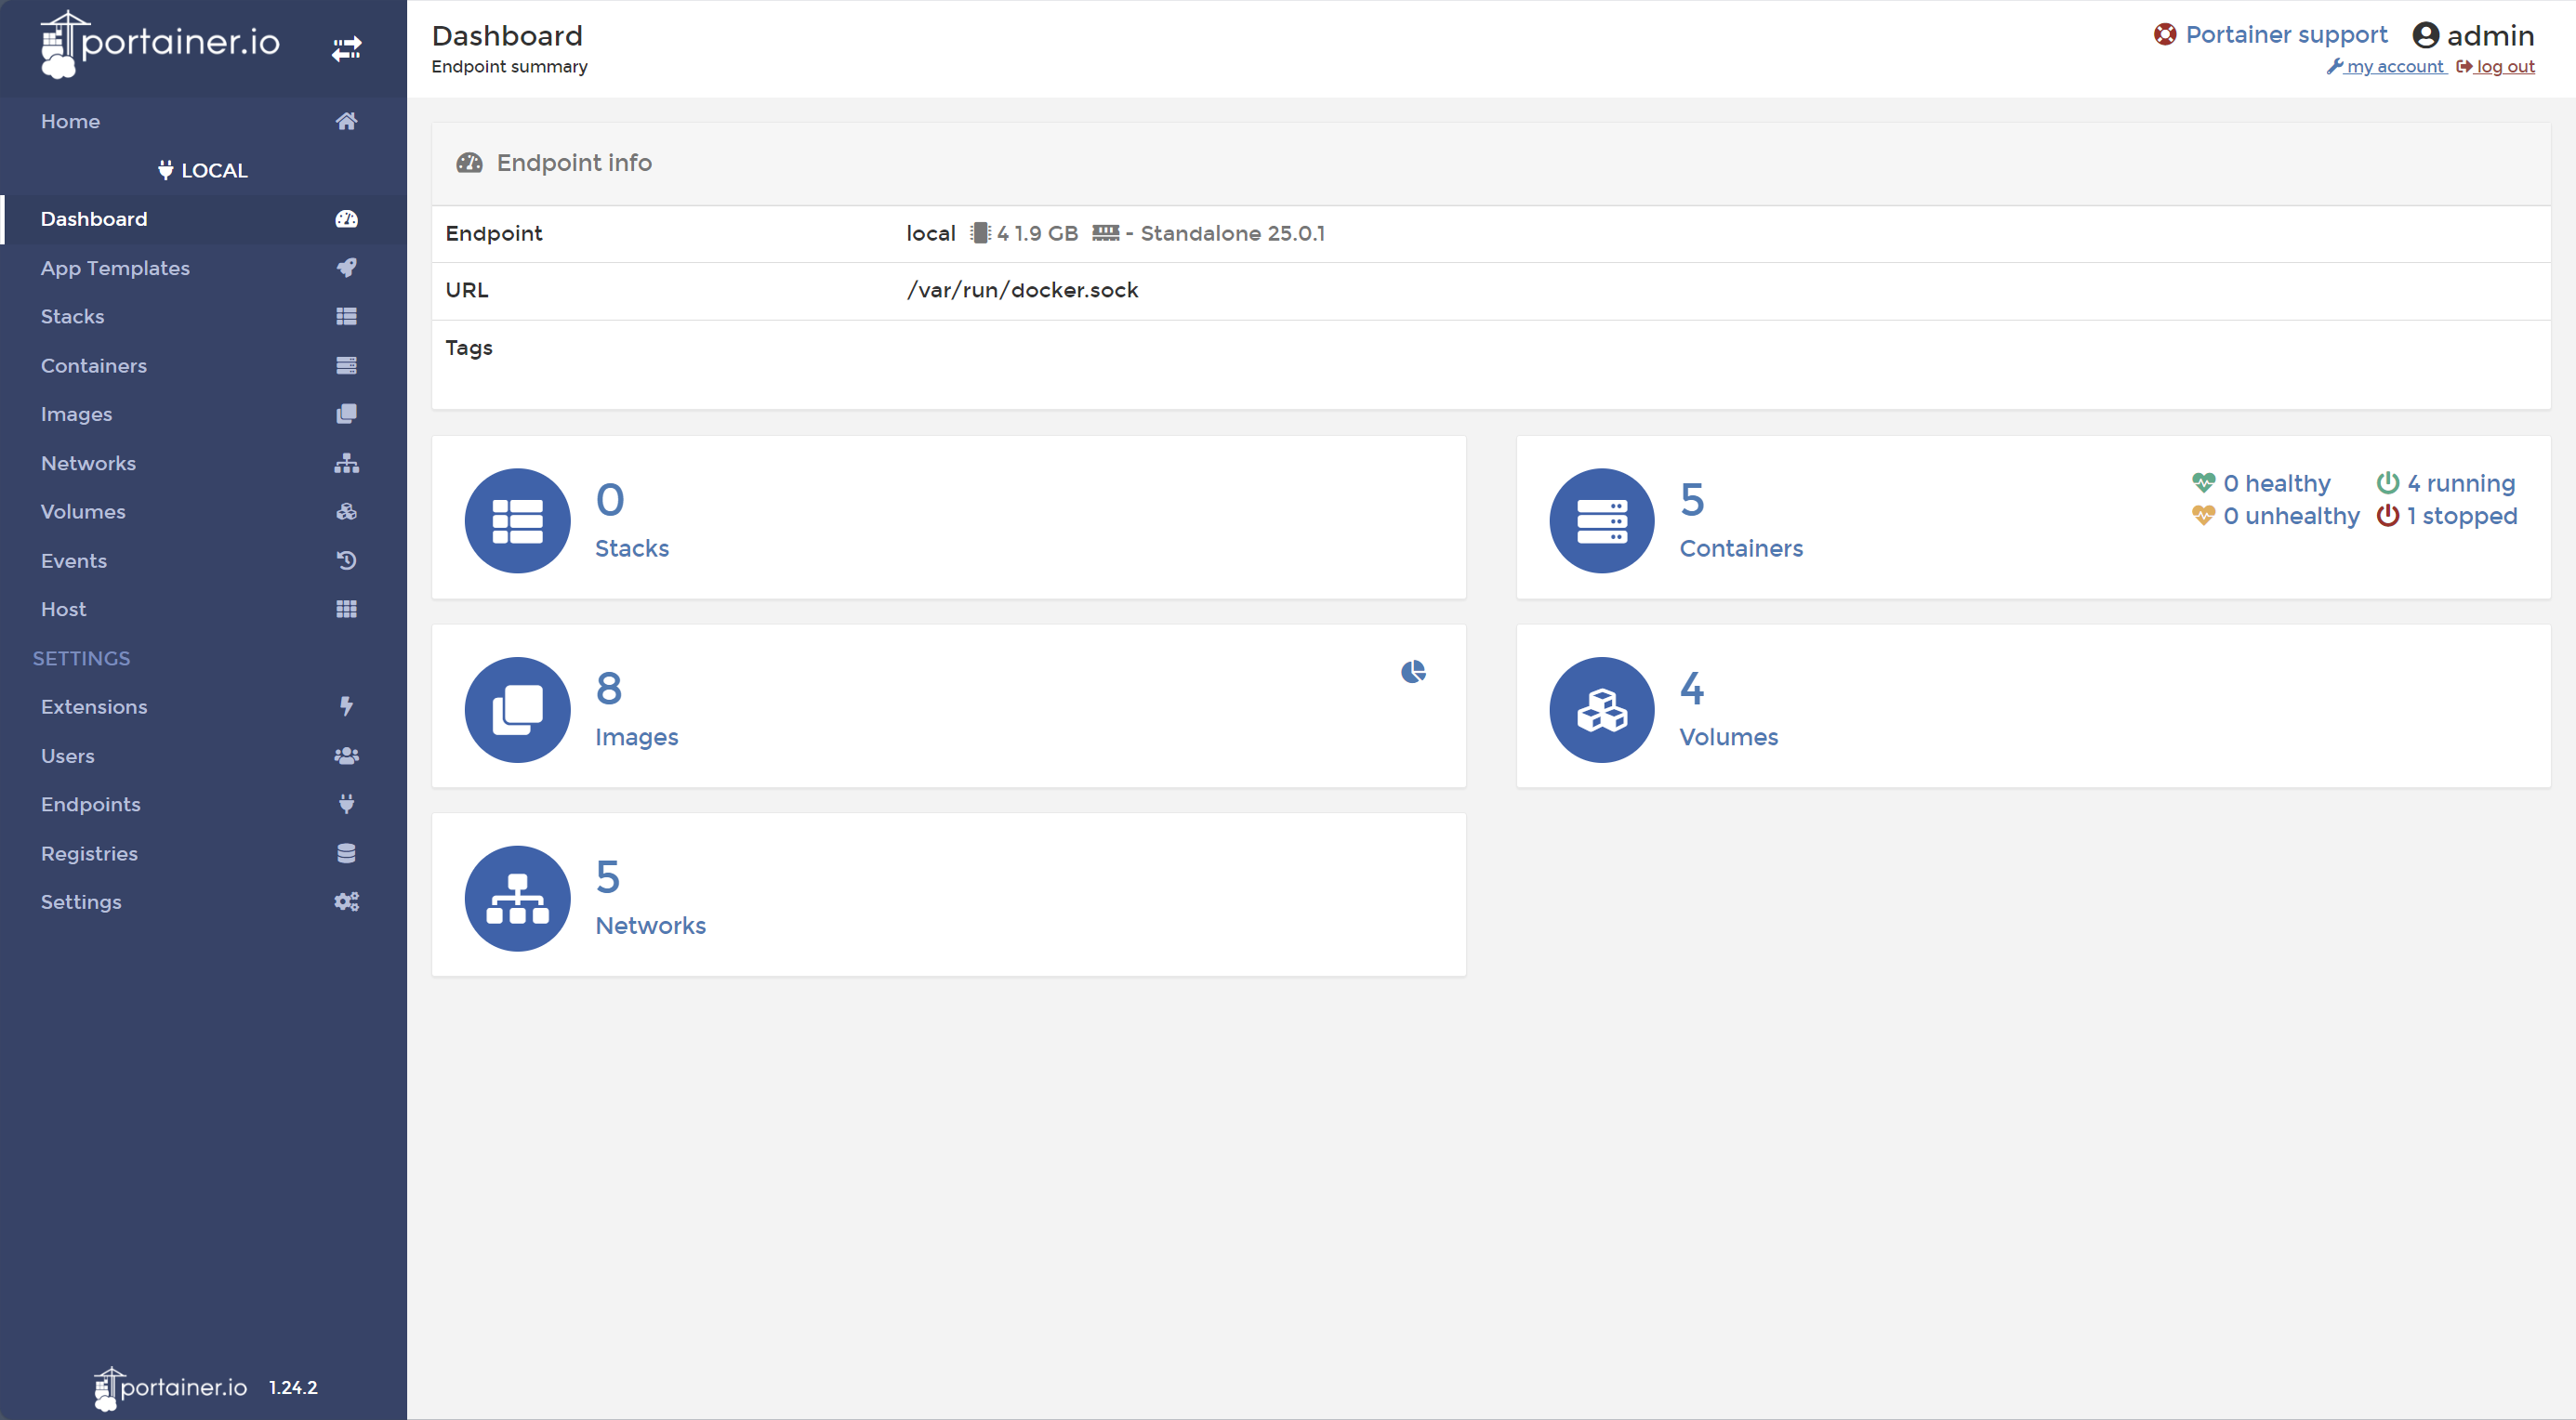 portainer.io
Home
LOCAL
Dashboard
App Templates
Stacks
Containers
Images
Networks
Volumes
Events
Host
SETTINGS
Extensions
Users
Endpoints
Registries
Settings
portainer.io 1.24.2
Dashboard
Endpoint summary
Portainer support admin
my account log out
Endpoint info
Endpoint local 4 1.9 GB - Standalone 25.0.1
URL /var/run/docker.sock
Tags
0
Stacks
5
Containers
0 healthy 4 running
0 unhealthy 1 stopped
8
Images
4
Volumes
5
Networks